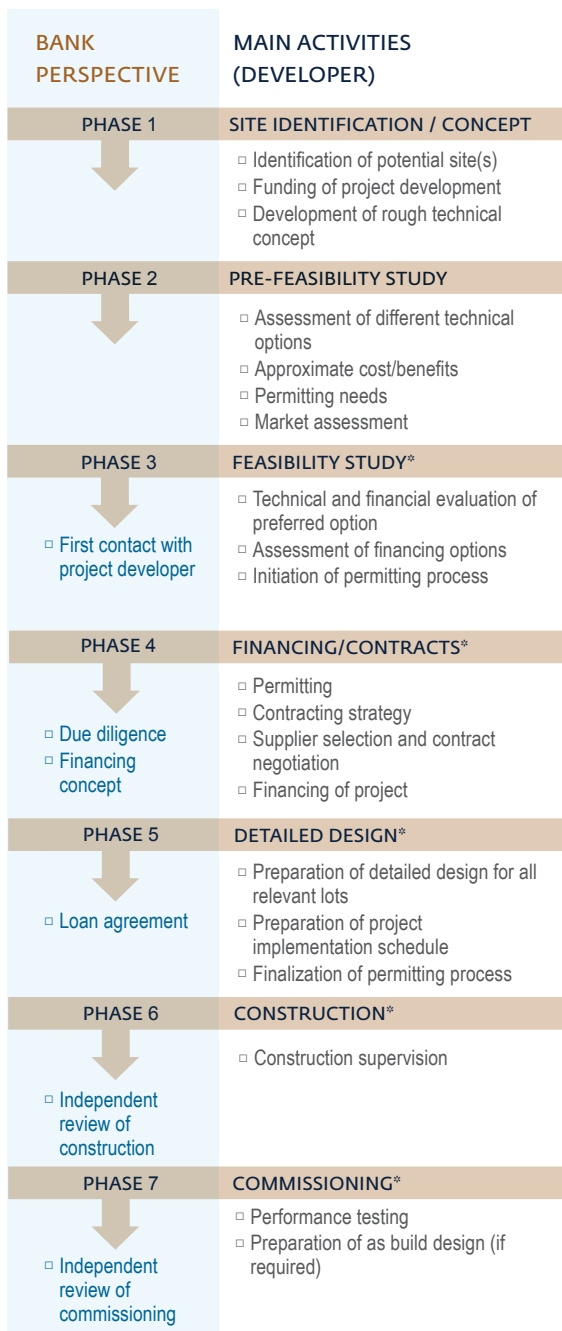 BANK
PERSPECTIVE
MAIN ACTIVITIES
(DEVELOPER)
PHASE 1
SITE IDENTIFICATION / CONCEPT
Identification of potential site(s)
Funding of project development
Development of rough technical
concept
PHASE 2
PRE-FEASIBILITY STUDY
Assessment of different technical
options
Approximate cost/benefits
Permitting needs
Market assessment
PHASE 3
FEASIBILITY STUDY*
First contact with
project developer
Technical and financial evaluation of
preferred option
Assessment of financing options
Initiation of permitting process
PHASE 4
FINANCING/CONTRACTS*
Due diligence
Financing
concept
Permitting
Contracting strategy
Supplier selection and contract
negotiation
Financing of project
PHASE 5
DETAILED DESIGN*
Loan agreement
Preparation of detailed design for all
relevant lots
Preparation of project
implementation schedule
Finalization of permitting process
PHASE 6
CONSTRUCTION*
Independent
review of
construction
Construction supervision
PHASE 7
COMMISSIONING*
Independent
review of
commissioning
Performance testing
Preparation of as build design (if
required)